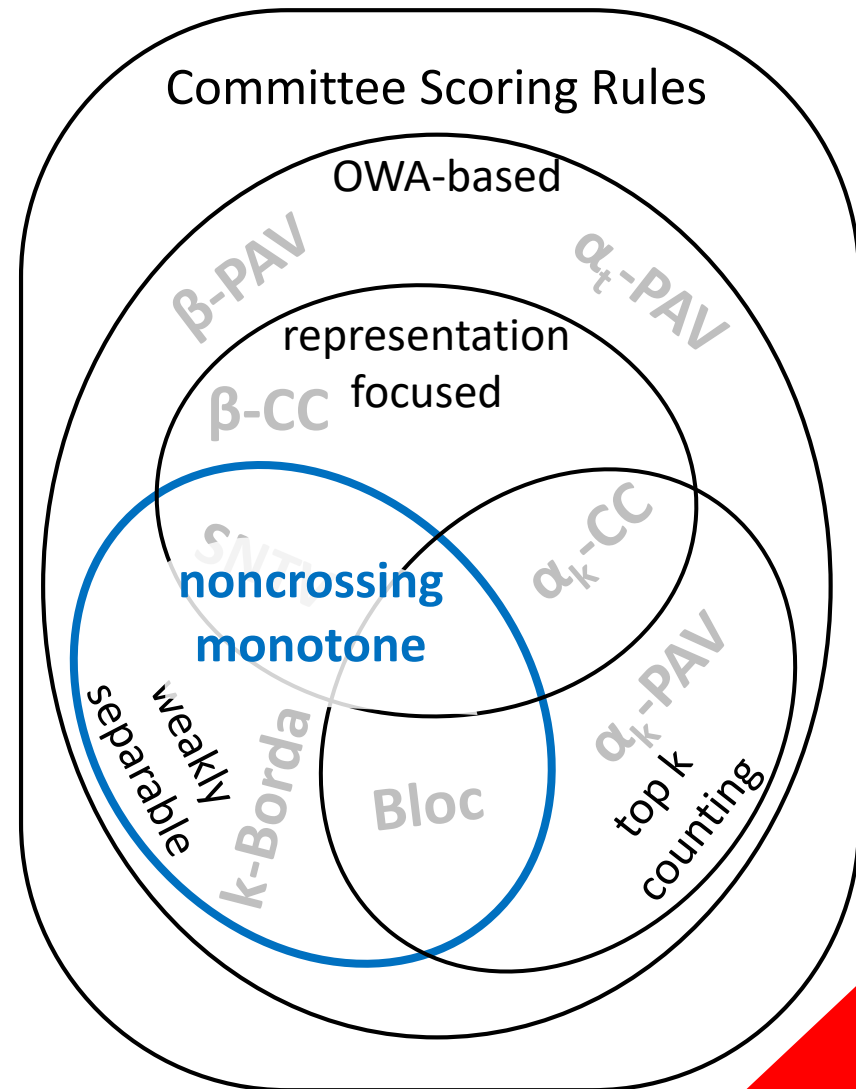 Committee Scoring Rules
OWA-based
β-PAV
αt-PAV
representation
focused
β-CC
αk-CC
SNTV
noncrossing
monotone
αk-PAV
weakly
separable
k-Borda
Bloc
top k
counting